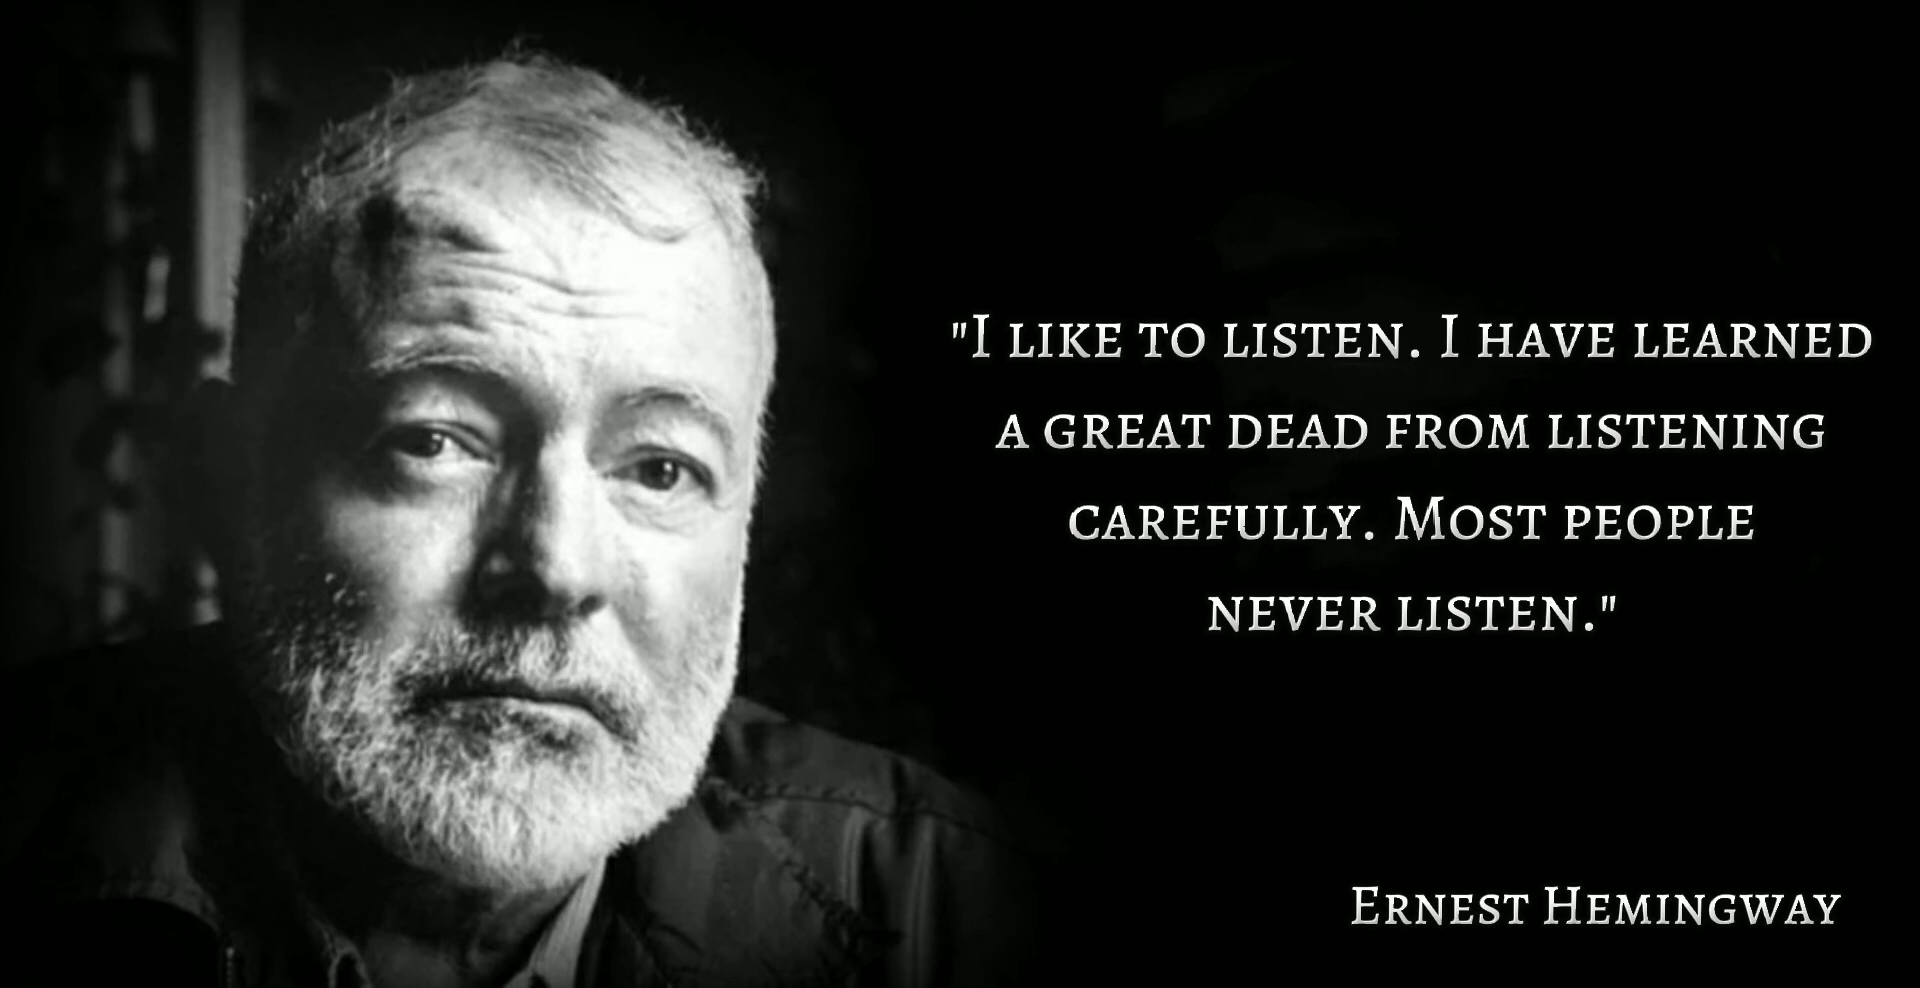 "I like to listen. I have learned
a great dead from listening
carefully. Most people
never listen."
Ernest Hemingway